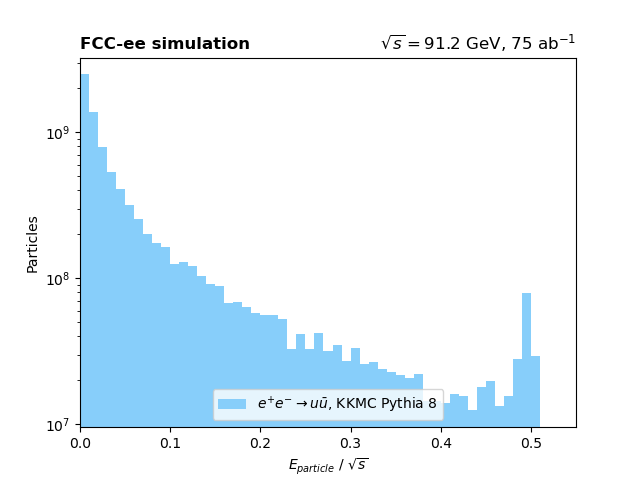 FCC-ee simulation
√s = 91.2 GeV, 75 ab⁻¹
Particles
10⁹
10⁸
10⁷
e⁺e⁻ → uū, KKMC Pythia 8
0.0 0.1 0.2 0.3 0.4 0.5
E_particle / √s